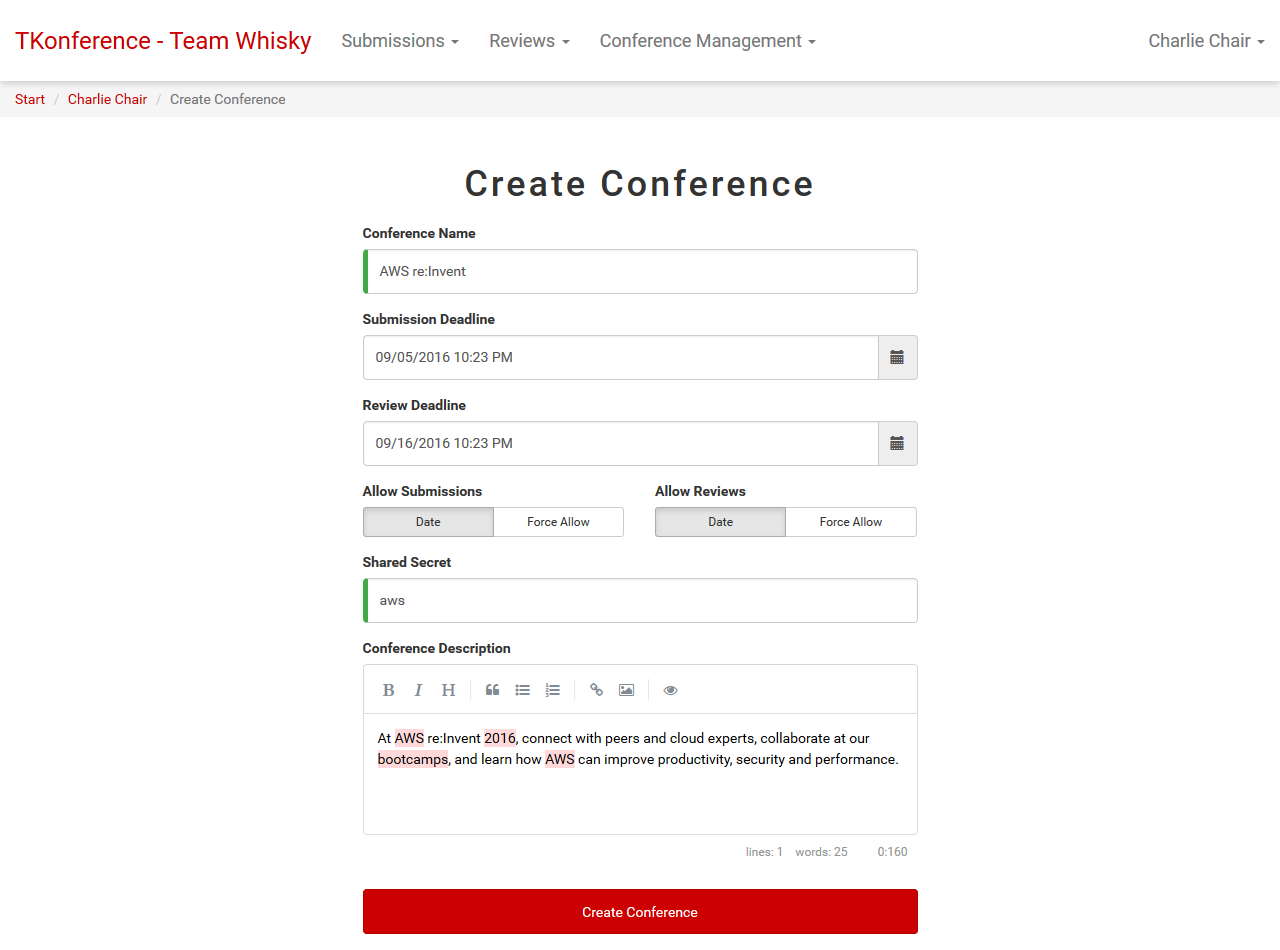 TKonference - Team Whisky Submissions Reviews Conference Management Charlie Chair
Start / Charlie Chair / Create Conference
Create Conference
Conference Name
AWS re:Invent
Submission Deadline
09/05/2016 10:23 PM
Review Deadline
09/16/2016 10:23 PM
Allow Submissions Allow Reviews
Date Force Allow Date Force Allow
Shared Secret
aws
Conference Description
B I H
At AWS re:Invent 2016, connect with peers and cloud experts, collaborate at our
bootcamps, and learn how AWS can improve productivity, security and performance.
lines: 1 words: 25 0:160
Create Conference